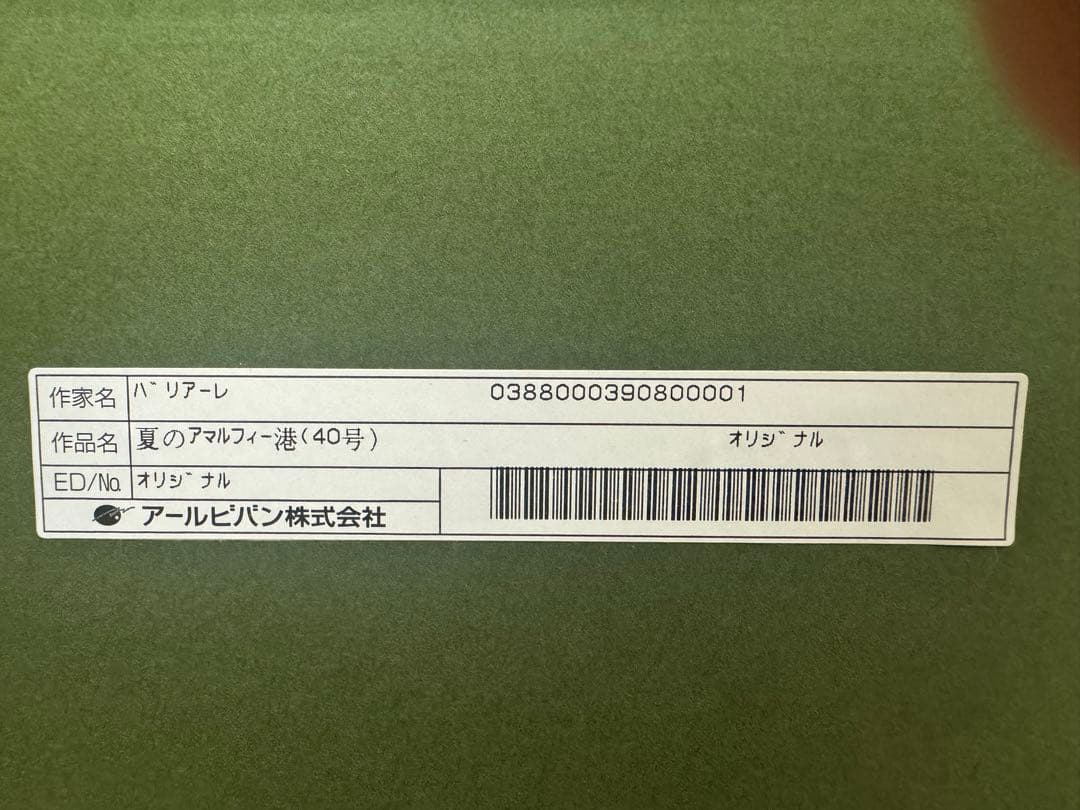 作家名 バリアーレ 0388000390800001
作品名 夏のアマルフィー港(40号) オリジナル
ED/No. オリジナル
アールビバン株式会社